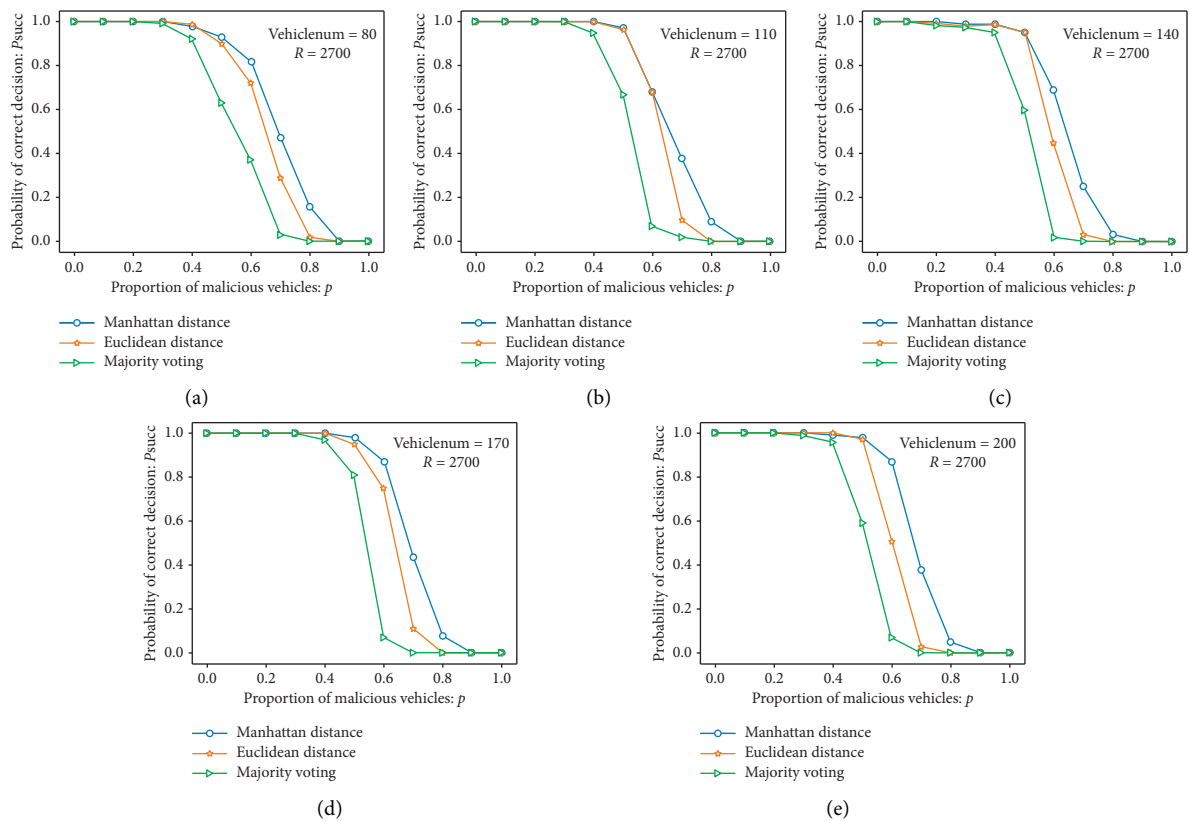 Probability of correct decision: Psucc
1.0
0.8
0.6
0.4
0.2
0.0
Vehiclenum = 80
R = 2700
0.0 0.2 0.4 0.6 0.8 1.0
Proportion of malicious vehicles: p
Manhattan distance
Euclidean distance
Majority voting
(a)
Probability of correct decision: Psucc
1.0
0.8
0.6
0.4
0.2
0.0
Vehiclenum = 110
R = 2700
0.0 0.2 0.4 0.6 0.8 1.0
Proportion of malicious vehicles: p
Manhattan distance
Euclidean distance
Majority voting
(b)
Probability of correct decision: Psucc
1.0
0.8
0.6
0.4
0.2
0.0
Vehiclenum = 140
R = 2700
0.0 0.2 0.4 0.6 0.8 1.0
Proportion of malicious vehicles: p
Manhattan distance
Euclidean distance
Majority voting
(c)
Probability of correct decision: Psucc
1.0
0.8
0.6
0.4
0.2
0.0
Vehiclenum = 170
R = 2700
0.0 0.2 0.4 0.6 0.8 1.0
Proportion of malicious vehicles: p
Manhattan distance
Euclidean distance
Majority voting
(d)
Probability of correct decision: Psucc
1.0
0.8
0.6
0.4
0.2
0.0
Vehiclenum = 200
R = 2700
0.0 0.2 0.4 0.6 0.8 1.0
Proportion of malicious vehicles: p
Manhattan distance
Euclidean distance
Majority voting
(e)